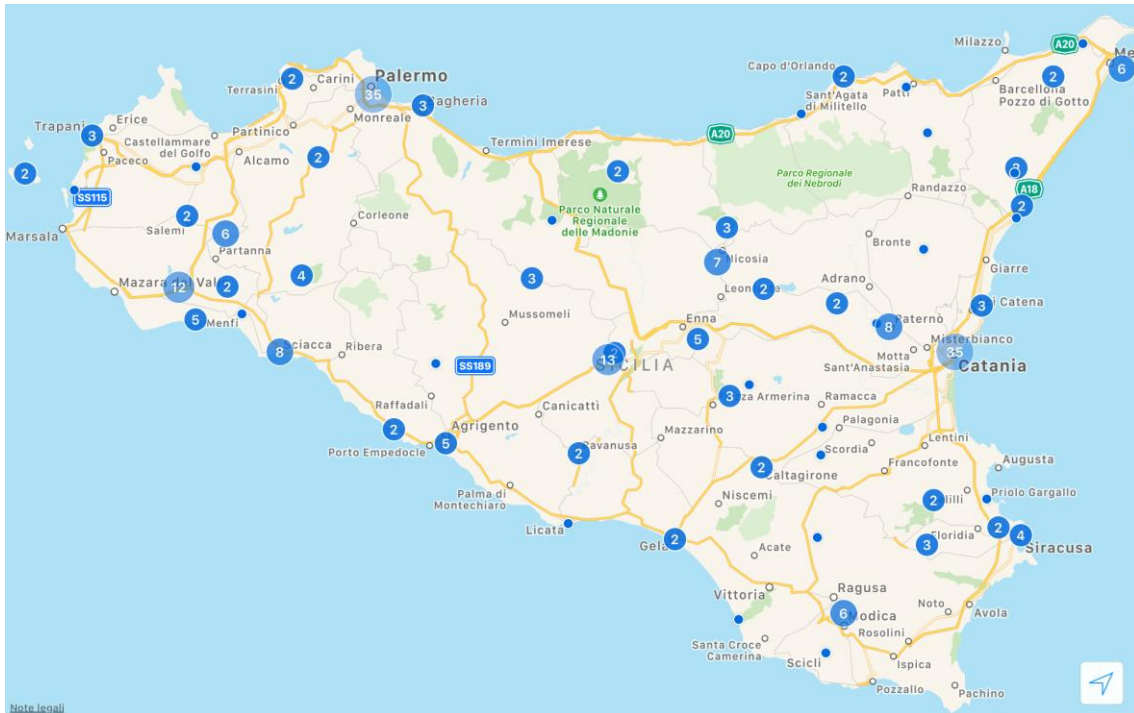 Milazzo
A20
Me
6
Capo d'Orlando
2
2
Terrasini
2
Carini
Palermo
35
Barcellona
Pozzo di Gotto
Sant'Agata
di Militello
Patti
3
Bagheria
Monreale
Trapani
3
Erice
Partinico
Castellammare
del Golfo
A20
Termini Imerese
Paceco
Alcamo
2
2
2
Parco Regionale
dei Nebrodi
A18
SS115
Randazzo
2
Parco Naturale
Regionale
delle Madonie
Corleone
2
Salemi
3
Marsala
6
Bronte
Partanna
Nicosia
7
Giarre
4
3
Adrano
Mazara del Vallo
12
2
2
2
3
Menfi
5
Mussomeli
Enna
8
Paternò
5
Misterbianco
Sciacca
8
Ribera
13
SICILIA
Motta
Sant'Anastasia
35
Catania
SS189
3
Ramacca
Raffadali
Canicattì
Palagonia
2
Agrigento
5
Mazzarino
Lentini
Porto Empedocle
2
Ravanusa
Scordia
Francofonte
Augusta
2
Caltagirone
Palma di
Montechiaro
Niscemi
2
Priolo Gargallo
Licata
2
4
Floridia
Gela
2
3
Siracusa
Acate
Vittoria
Ragusa
6
Modica
Noto
Avola
Rosolini
Santa Croce
Camerina
Scicli
Ispica
Pozzallo
Pachino
Note legali